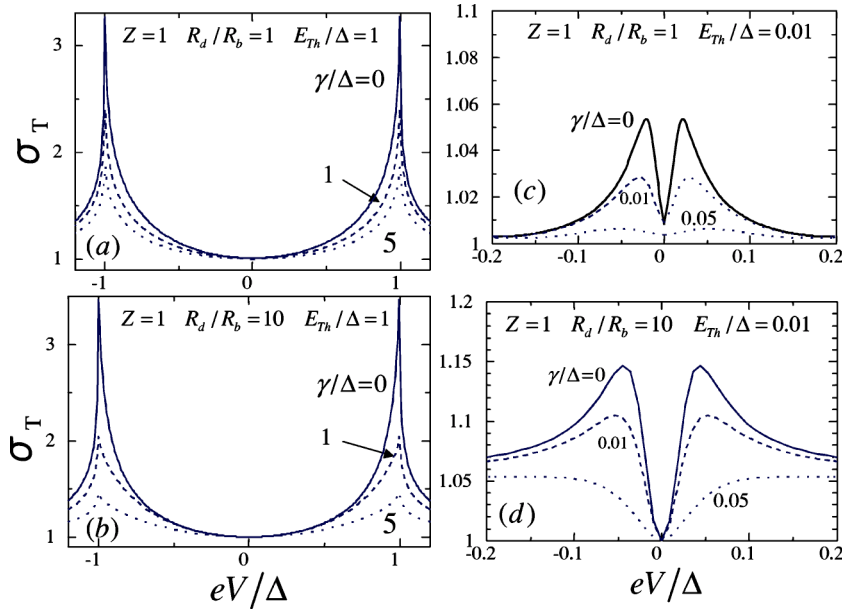 Z=1 R_d/R_b=1 E_Th/Δ=1
γ/Δ=0
1
5
(a)
σ_T
3
2
1
-1 0 1
Z=1 R_d/R_b=10 E_Th/Δ=1
γ/Δ=0
1
5
(b)
σ_T
3
2
1
-1 0 1
eV/Δ
Z=1 R_d/R_b=1 E_Th/Δ=0.01
γ/Δ=0
0.01
0.05
(c)
1.1
1.08
1.06
1.04
1.02
1
-0.2 -0.1 0 0.1 0.2
Z=1 R_d/R_b=10 E_Th/Δ=0.01
γ/Δ=0
0.01
0.05
(d)
1.2
1.15
1.1
1.05
1
-0.2 -0.1 0 0.1 0.2
eV/Δ